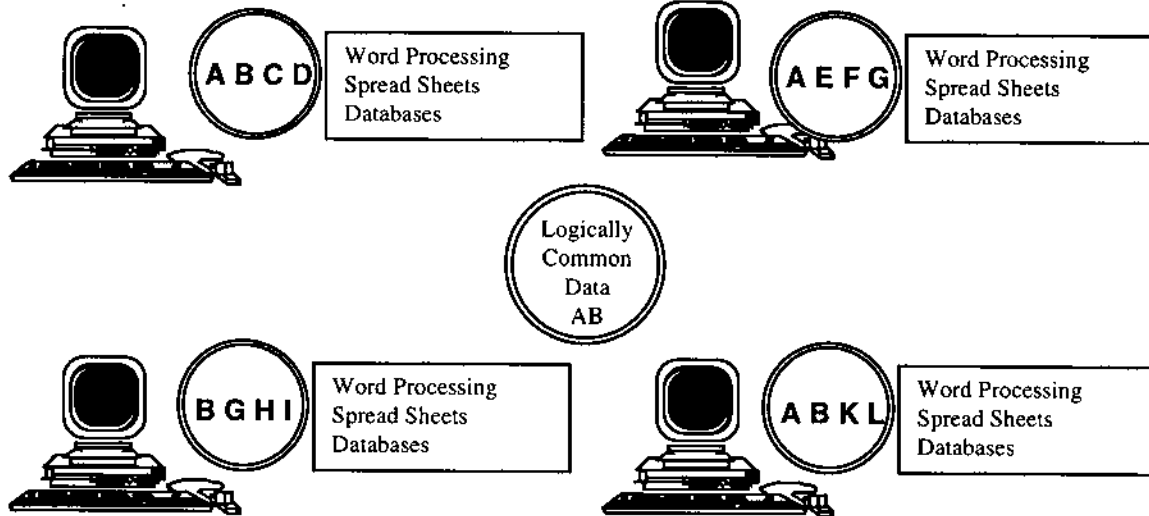 A B C D
Word Processing
Spread Sheets
Databases
A E F G
Word Processing
Spread Sheets
Databases
Logically
Common
Data
AB
B G H I
Word Processing
Spread Sheets
Databases
A B K L
Word Processing
Spread Sheets
Databases